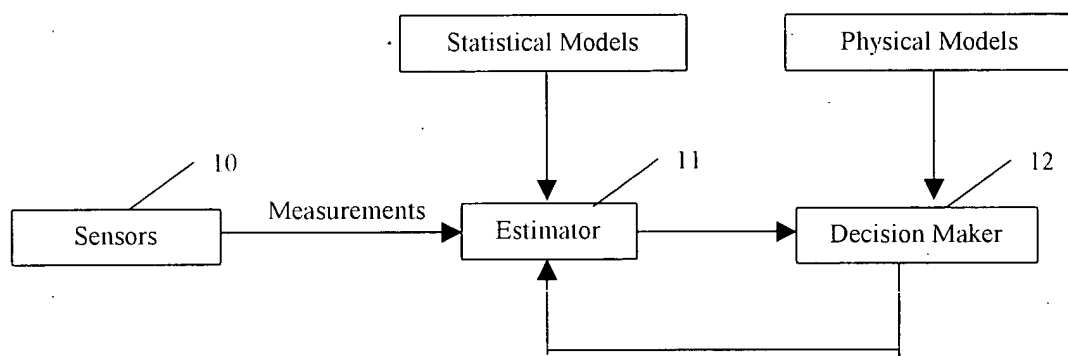 Statistical Models
Physical Models
10
11
12
Measurements
Sensors
Estimator
Decision Maker